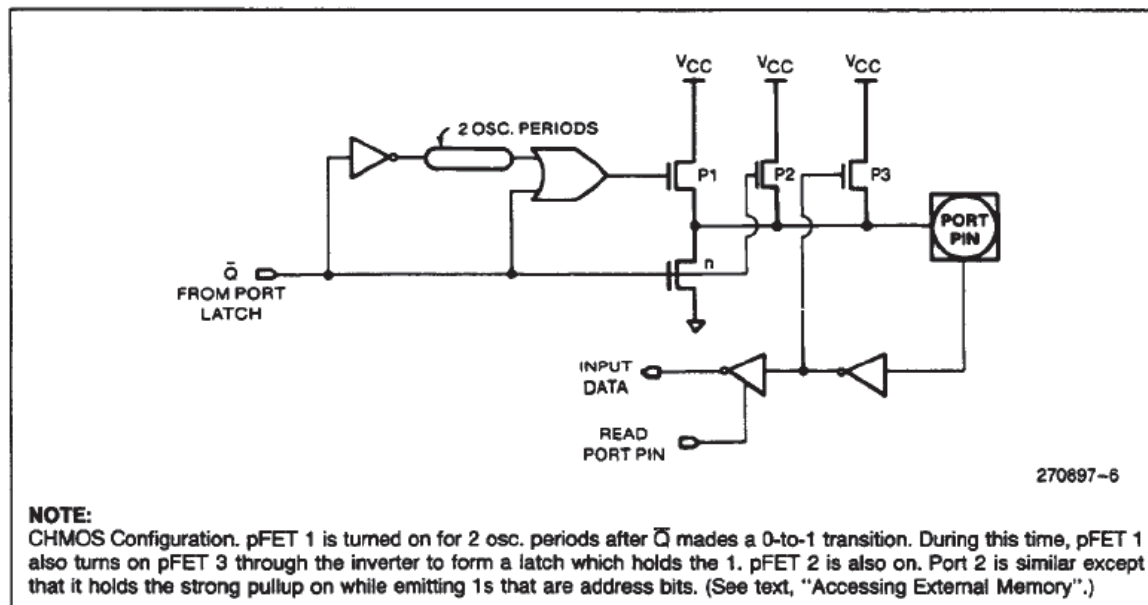 VCC VCC VCC
2 OSC. PERIODS
P1 P2 P3
PORT
PIN
n
Q̅
FROM PORT
LATCH
INPUT
DATA
READ
PORT PIN
270897-6
NOTE:
CHMOS Configuration. pFET 1 is turned on for 2 osc. periods after Q̅ mades a 0-to-1 transition. During this time, pFET 1
also turns on pFET 3 through the inverter to form a latch which holds the 1. pFET 2 is also on. Port 2 is similar except
that it holds the strong pullup on while emitting 1s that are address bits. (See text, "Accessing External Memory".)